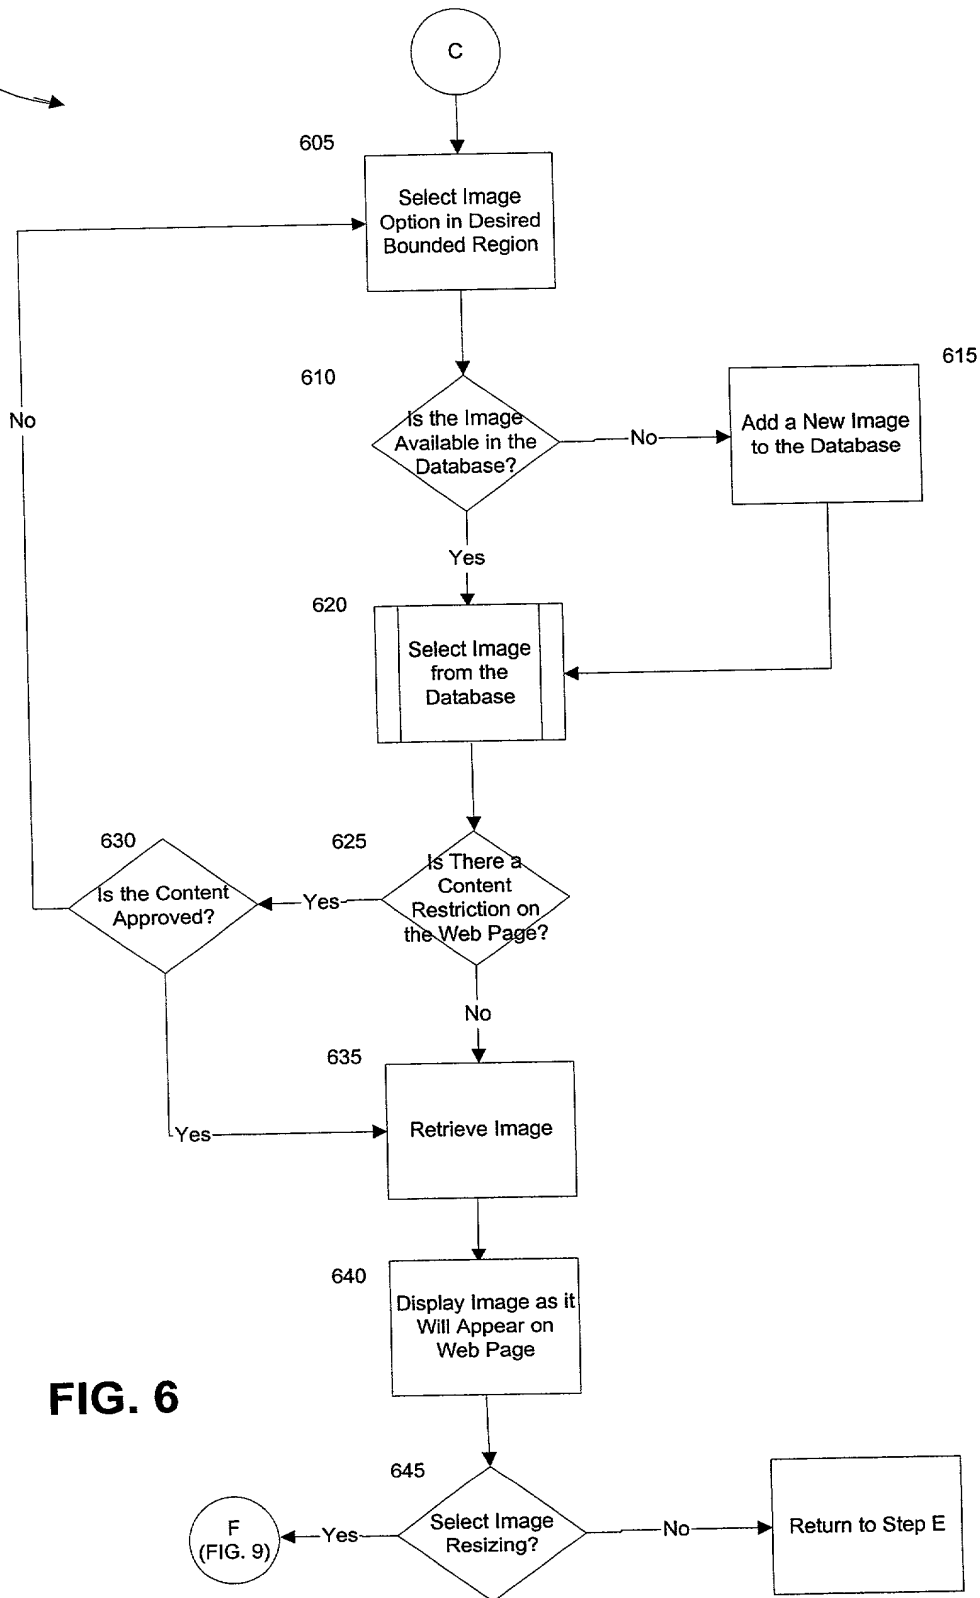 C
605
Select Image
Option in Desired
Bounded Region
610
Is the Image
Available in the
Database?
No
615
Add a New Image
to the Database
No
Yes
620
Select Image
from the
Database
630
Is the Content
Approved?
Yes
625
Is There a
Content
Restriction on
the Web Page?
No
Yes
635
Retrieve Image
640
Display Image as it
Will Appear on
Web Page
FIG. 6
645
Select Image
Resizing?
Yes
F
(FIG. 9)
No
Return to Step E